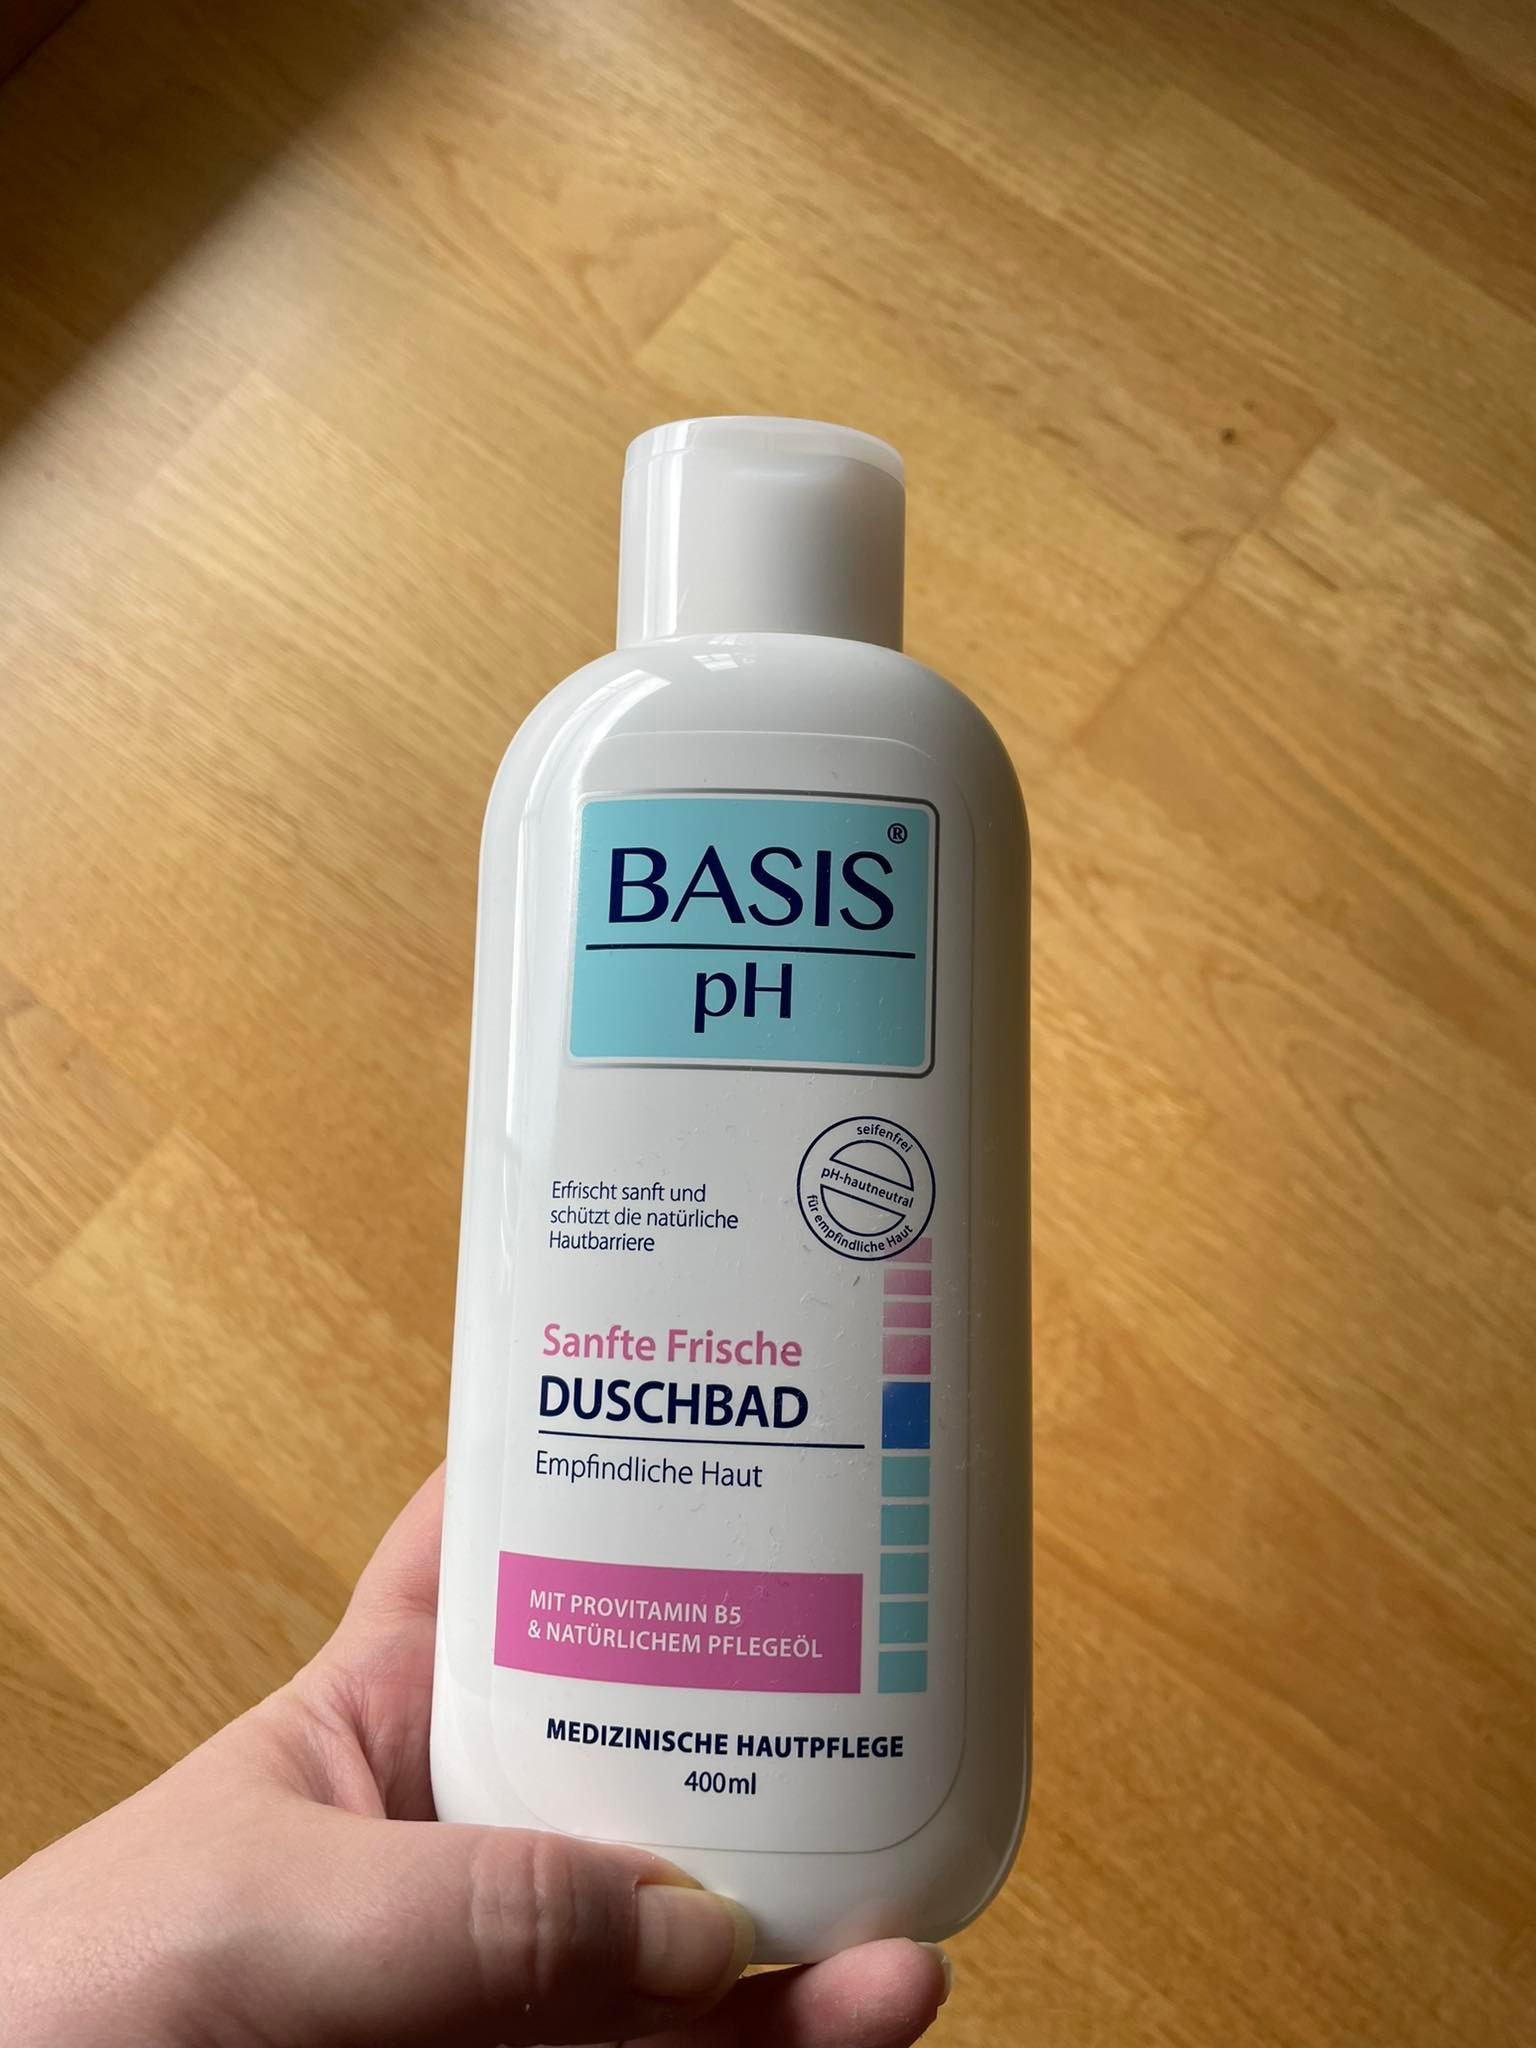 BASIS®
pH
seifenfrei
pH-hautneutral
für empfindliche Haut
Erfrischt sanft und
schützt die natürliche
Hautbarriere
Sanfte Frische
DUSCHBAD
Empfindliche Haut
MIT PROVITAMIN B5
& NATÜRLICHEM PFLEGEÖL
MEDIZINISCHE HAUTPFLEGE
400ml